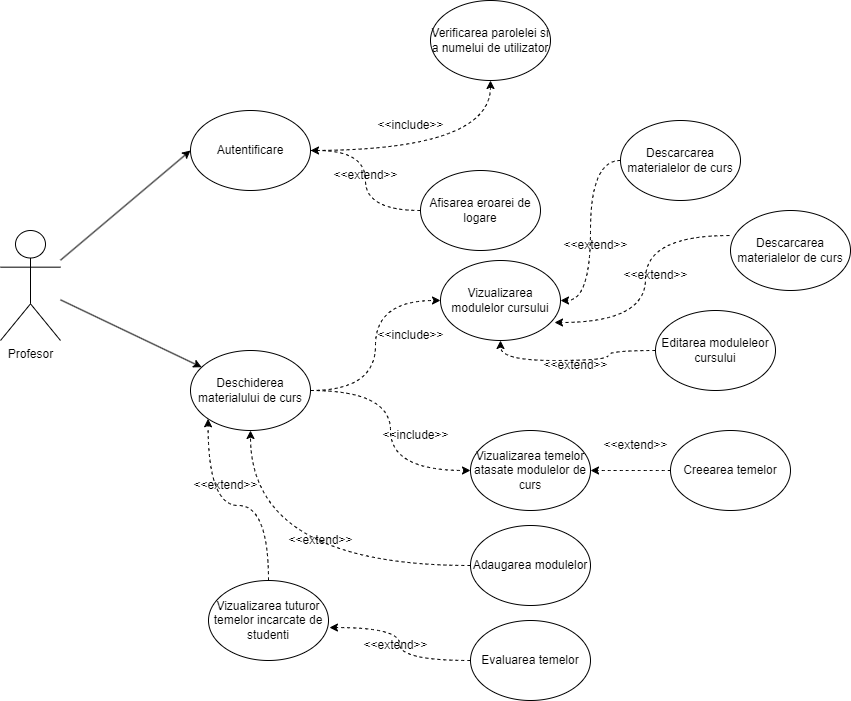 Verificarea parolelei si
a numelui de utilizator
<<include>>
Autentificare
Descarcarea
materialelor de curs
<<extend>>
Afisarea eroarei de
logare
<<extend>>
Descarcarea
materialelor de curs
<<extend>>
Vizualizarea
modulelor cursului
<<include>>
Editarea moduleleor
cursului
Profesor
<<extend>>
Deschiderea
materialului de curs
<<include>>
<<extend>>
Vizualizarea temelor
atasate modulelor de
curs
Creearea temelor
<<extend>>
<<extend>>
Adaugarea modulelor
Vizualizarea tuturor
temelor incarcate de
studenti
<<extend>>
Evaluarea temelor